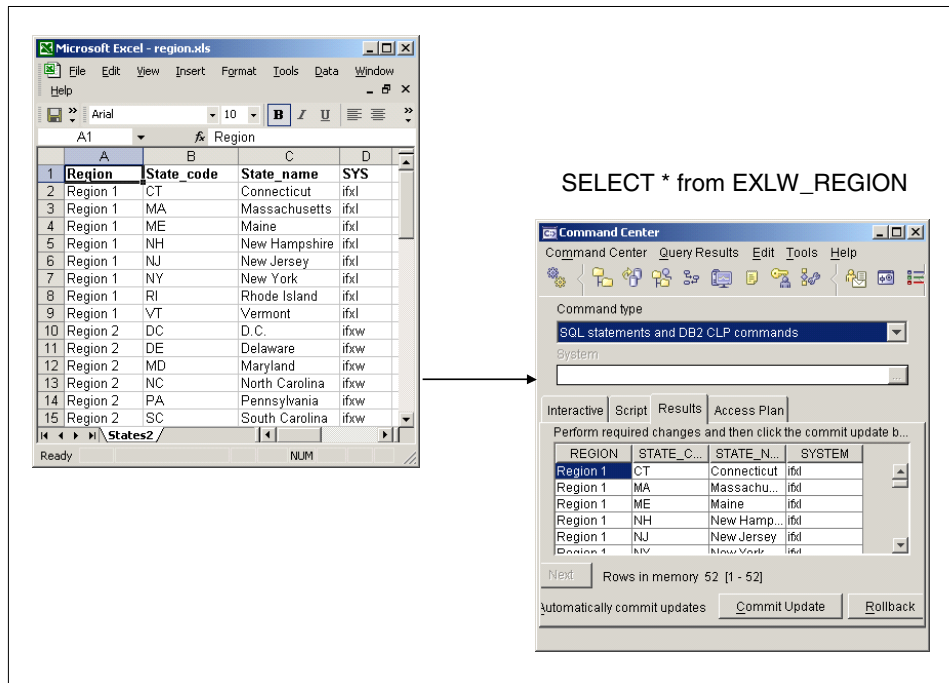 Microsoft Excel - region.xls
File Edit View Insert Format Tools Data Window
Help
Arial 10 B I U
A1 fx Region
A B C D
1 Region State_code State_name SYS
2 Region 1 CT Connecticut ifxl
3 Region 1 MA Massachusetts ifxl
4 Region 1 ME Maine ifxl
5 Region 1 NH New Hampshire ifxl
6 Region 1 NJ New Jersey ifxl
7 Region 1 NY New York ifxl
8 Region 1 RI Rhode Island ifxl
9 Region 1 VT Vermont ifxl
10 Region 2 DC D.C. ifxw
11 Region 2 DE Delaware ifxw
12 Region 2 MD Maryland ifxw
13 Region 2 NC North Carolina ifxw
14 Region 2 PA Pennsylvania ifxw
15 Region 2 SC South Carolina ifxw
States2
Ready NUM
SELECT * from EXLW_REGION
Command Center
Command Center Query Results Edit Tools Help
Command type
SQL statements and DB2 CLP commands
System
...
Interactive Script Results Access Plan
Perform required changes and then click the commit update b...
REGION STATE_C... STATE_N... SYSTEM
Region 1 CT Connecticut ifxl
Region 1 MA Massachu... ifxl
Region 1 ME Maine ifxl
Region 1 NH New Hamp... ifxl
Region 1 NJ New Jersey ifxl
Region 1 NY New York ifxl
Next Rows in memory 52 [1 - 52]
Automatically commit updates Commit Update Rollback